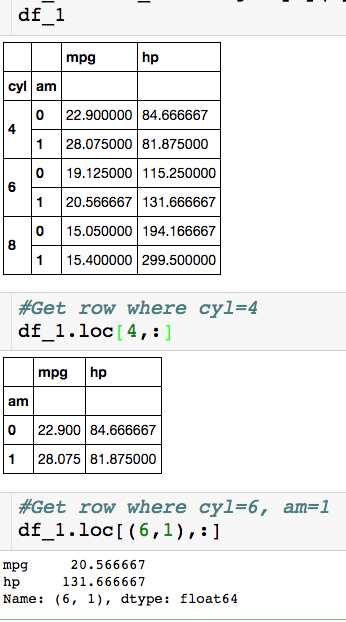 df_1
mpg hp
cyl am
4 0 22.900000 84.666667
1 28.075000 81.875000
6 0 19.125000 115.250000
1 20.566667 131.666667
8 0 15.050000 194.166667
1 15.400000 299.500000
#Get row where cyl=4
df_1.loc[4,:]
mpg hp
am
0 22.900 84.666667
1 28.075 81.875000
#Get row where cyl=6, am=1
df_1.loc[(6,1),:]
mpg 20.566667
hp 131.666667
Name: (6, 1), dtype: float64